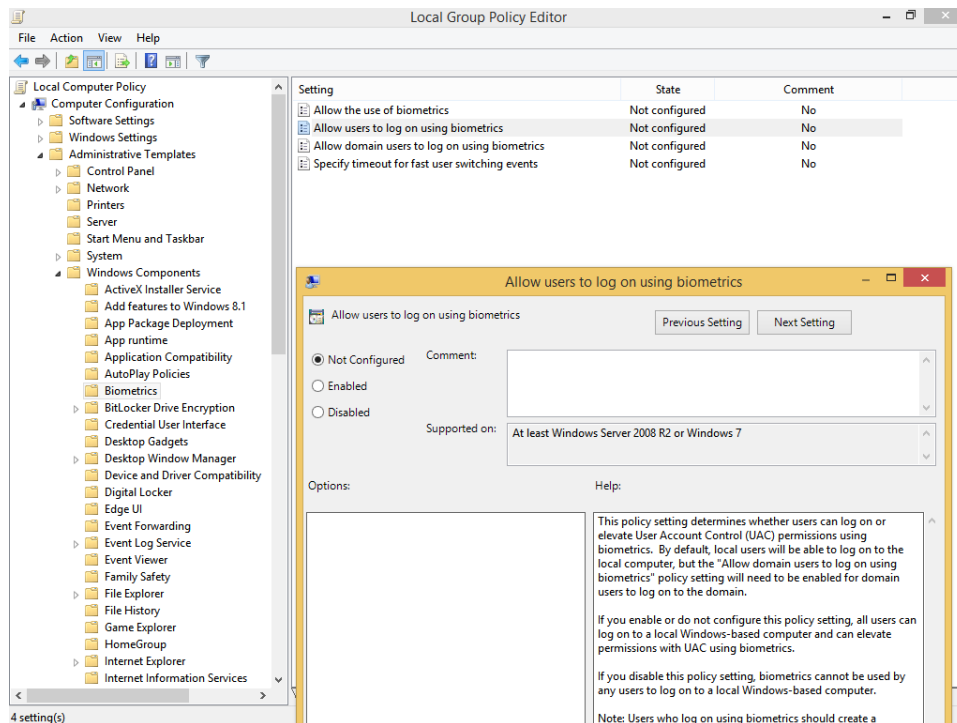 Local Group Policy Editor
File Action View Help
Local Computer Policy
Computer Configuration
Software Settings
Windows Settings
Administrative Templates
Control Panel
Network
Printers
Server
Start Menu and Taskbar
System
Windows Components
ActiveX Installer Service
Add features to Windows 8.1
App Package Deployment
App runtime
Application Compatibility
AutoPlay Policies
Biometrics
BitLocker Drive Encryption
Credential User Interface
Desktop Gadgets
Desktop Window Manager
Device and Driver Compatibility
Digital Locker
Edge UI
Event Forwarding
Event Log Service
Event Viewer
Family Safety
File Explorer
File History
Game Explorer
HomeGroup
Internet Explorer
Internet Information Services
Setting State Comment
Allow the use of biometrics Not configured No
Allow users to log on using biometrics Not configured No
Allow domain users to log on using biometrics Not configured No
Specify timeout for fast user switching events Not configured No
Allow users to log on using biometrics
Allow users to log on using biometrics
Previous Setting Next Setting
Not Configured Comment:
Enabled
Disabled
Supported on: At least Windows Server 2008 R2 or Windows 7
Options: Help:
This policy setting determines whether users can log on or
elevate User Account Control (UAC) permissions using
biometrics. By default, local users will be able to log on to the
local computer, but the "Allow domain users to log on using
biometrics" policy setting will need to be enabled for domain
users to log on to the domain.
If you enable or do not configure this policy setting, all users can
log on to a local Windows-based computer and can elevate
permissions with UAC using biometrics.
If you disable this policy setting, biometrics cannot be used by
any users to log on to a local Windows-based computer.
Note: Users who log on using biometrics should create a
4 setting(s)